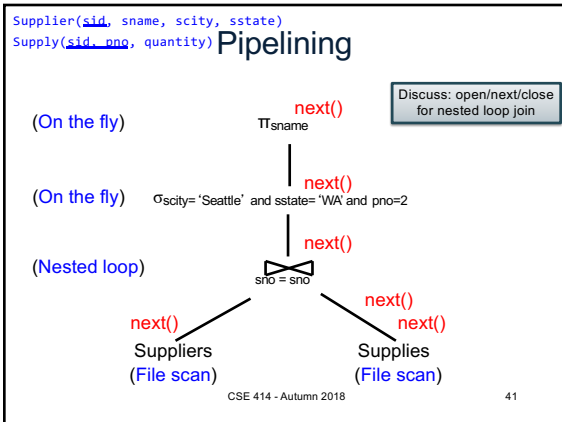 Supplier(sid, sname, scity, sstate)
Supply(sid, pno, quantity)
Pipelining
Discuss: open/next/close
for nested loop join
next()
(On the fly)
πsname
next()
(On the fly)
σscity= ‘Seattle’ and sstate= ‘WA’ and pno=2
next()
(Nested loop)
sno = sno
next()
next()
next()
Suppliers
Supplies
(File scan)
(File scan)
CSE 414 - Autumn 2018
41